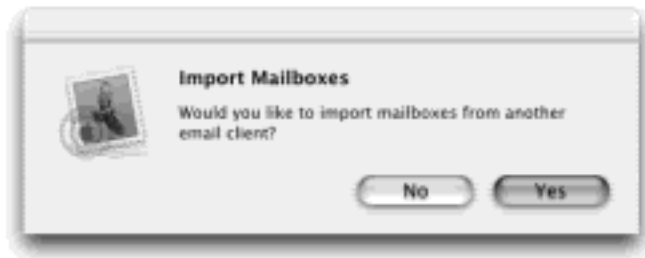 Import Mailboxes
Would you like to import mailboxes from another
email client?
No
Yes